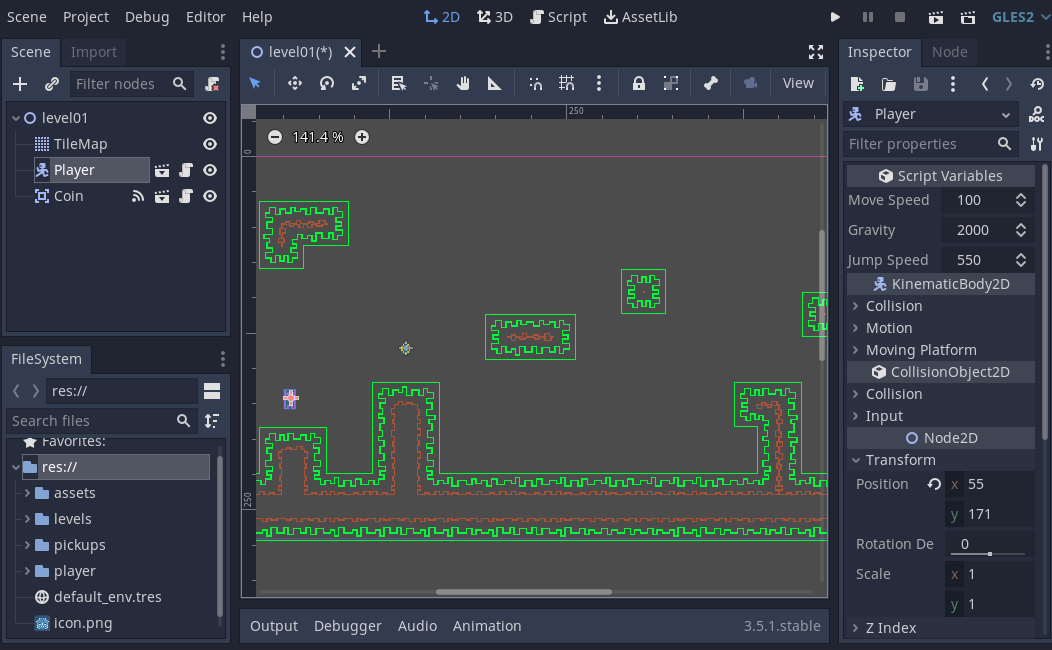 Scene Project Debug Editor Help 2D 3D Script AssetLib GLES2
Scene Import
Filter nodes
level01
TileMap
Player
Coin
FileSystem
res://
Search files
Favorites:
res://
assets
levels
pickups
player
default_env.tres
icon.png
level01(*)
View
250
0
250
141.4 %
Output Debugger Audio Animation 3.5.1.stable
Inspector Node
Player
Filter properties
Script Variables
Move Speed 100
Gravity 2000
Jump Speed 550
KinematicBody2D
Collision
Motion
Moving Platform
CollisionObject2D
Collision
Input
Node2D
Transform
Position x 55
y 171
Rotation De 0
Scale x 1
y 1
Z Index